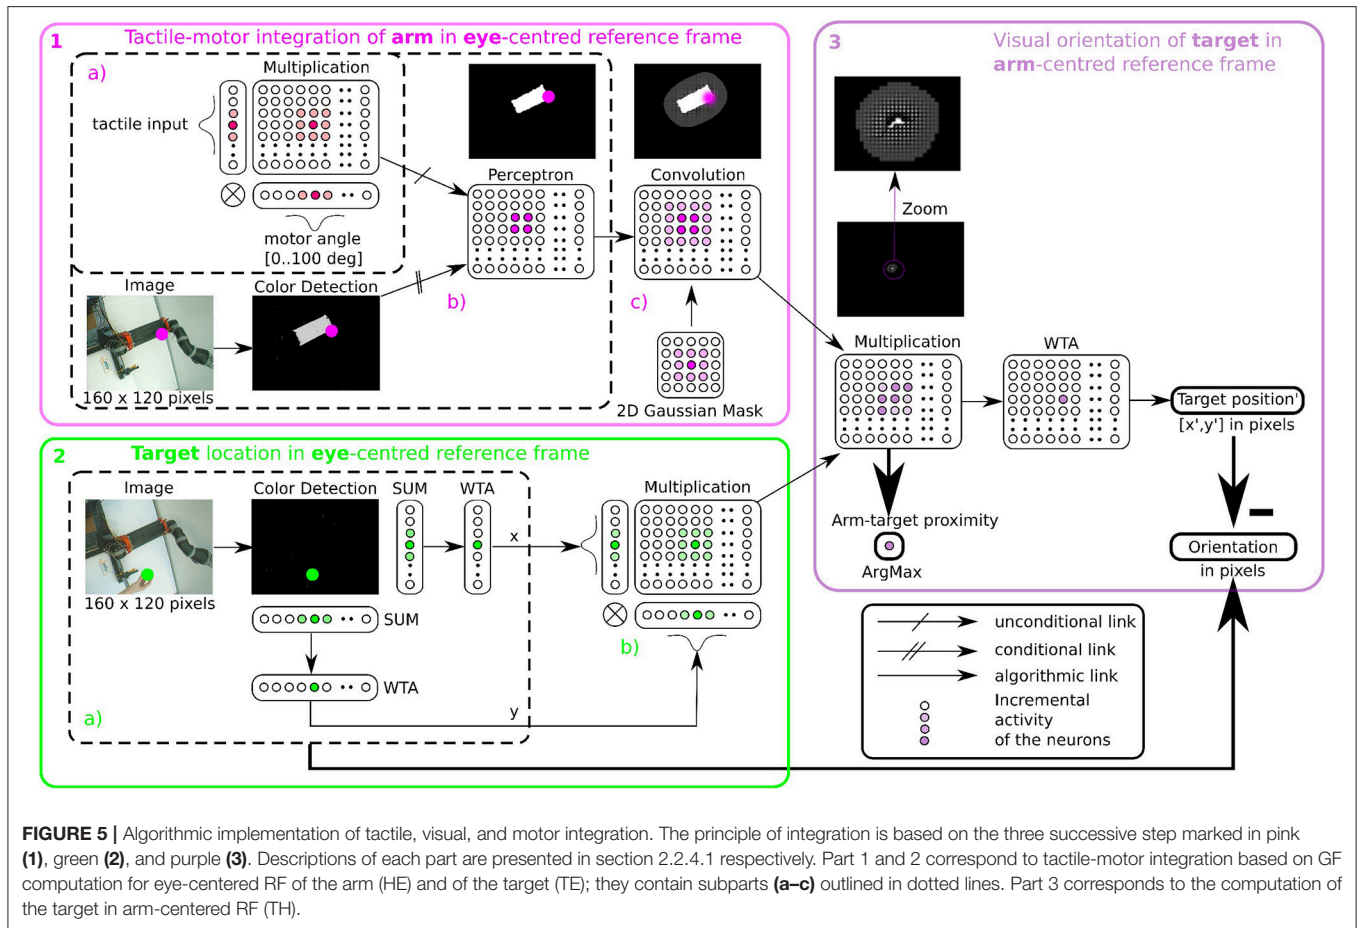 1
Tactile-motor integration of arm in eye-centred reference frame
a)
Multiplication
tactile input
motor angle
[0..100 deg]
Perceptron
b)
Convolution
c)
Image
Color Detection
160 x 120 pixels
2D Gaussian Mask
2
Target location in eye-centred reference frame
Image
Color Detection
SUM
WTA
x
160 x 120 pixels
SUM
WTA
y
a)
Multiplication
b)
3
Visual orientation of target in
arm-centred reference frame
Zoom
Multiplication
WTA
Target position'
[x',y'] in pixels
Arm-target proximity
ArgMax
Orientation
in pixels
unconditional link
conditional link
algorithmic link
Incremental
activity
of the neurons
FIGURE 5 | Algorithmic implementation of tactile, visual, and motor integration. The principle of integration is based on the three successive step marked in pink
(1), green (2), and purple (3). Descriptions of each part are presented in section 2.2.4.1 respectively. Part 1 and 2 correspond to tactile-motor integration based on GF
computation for eye-centered RF of the arm (HE) and of the target (TE); they contain subparts (a–c) outlined in dotted lines. Part 3 corresponds to the computation of
the target in arm-centered RF (TH).